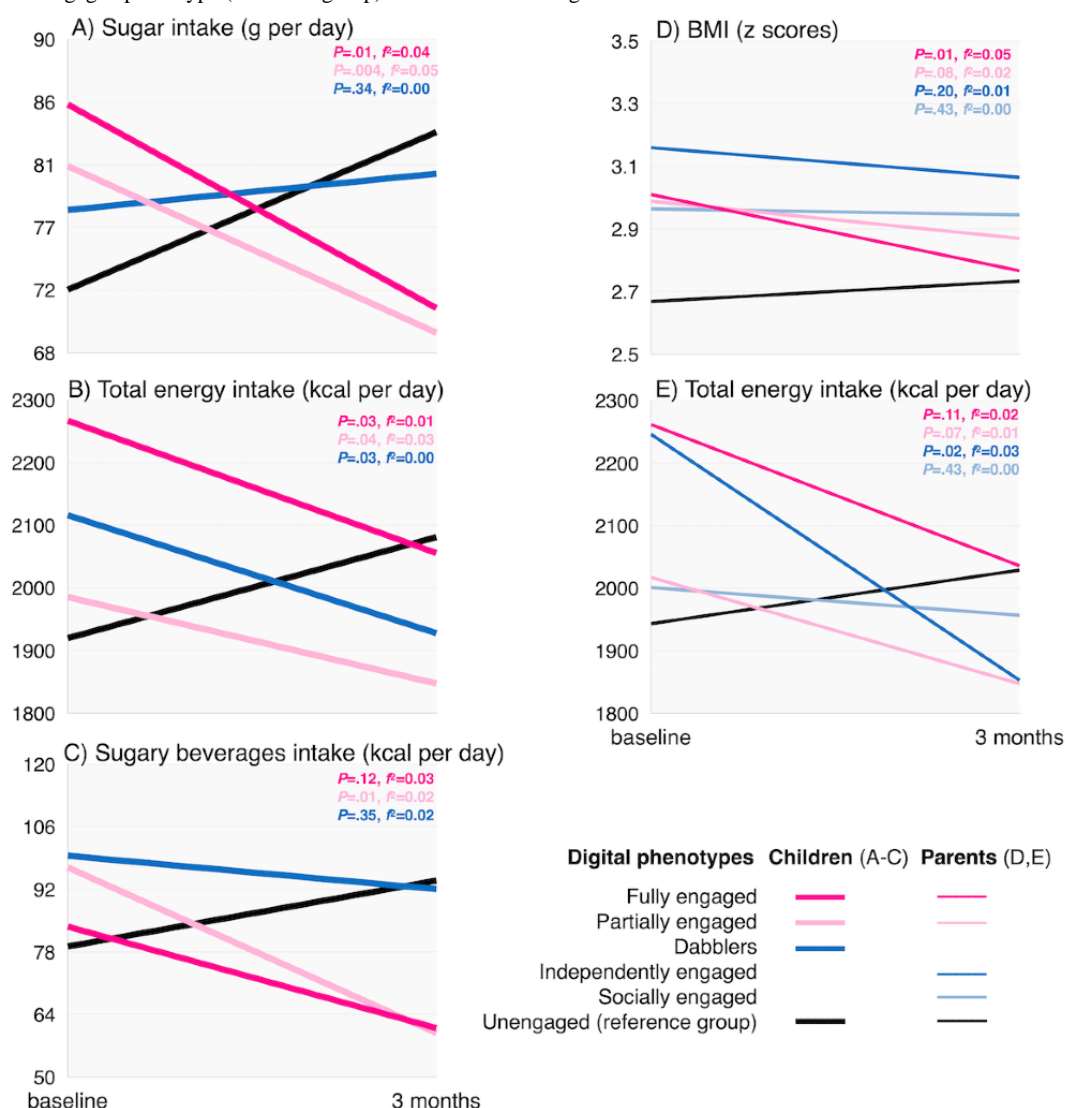 A) Sugar intake (g per day)
P=.01, f²=0.04
P=.004, f²=0.05
P=.34, f²=0.00
90
86
81
77
72
68
B) Total energy intake (kcal per day)
P=.03, f²=0.01
P=.04, f²=0.03
P=.03, f²=0.00
2300
2200
2100
2000
1900
1800
C) Sugary beverages intake (kcal per day)
P=.12, f²=0.03
P=.01, f²=0.02
P=.35, f²=0.02
120
106
92
78
64
50
baseline 3 months
D) BMI (z scores)
P=.01, f²=0.05
P=.08, f²=0.02
P=.20, f²=0.01
P=.43, f²=0.00
3.5
3.3
3.1
2.9
2.7
2.5
E) Total energy intake (kcal per day)
P=.11, f²=0.02
P=.07, f²=0.01
P=.02, f²=0.03
P=.43, f²=0.00
2300
2200
2100
2000
1900
1800
baseline 3 months
Digital phenotypes Children (A-C) Parents (D,E)
Fully engaged
Partially engaged
Dabblers
Independently engaged
Socially engaged
Unengaged (reference group)